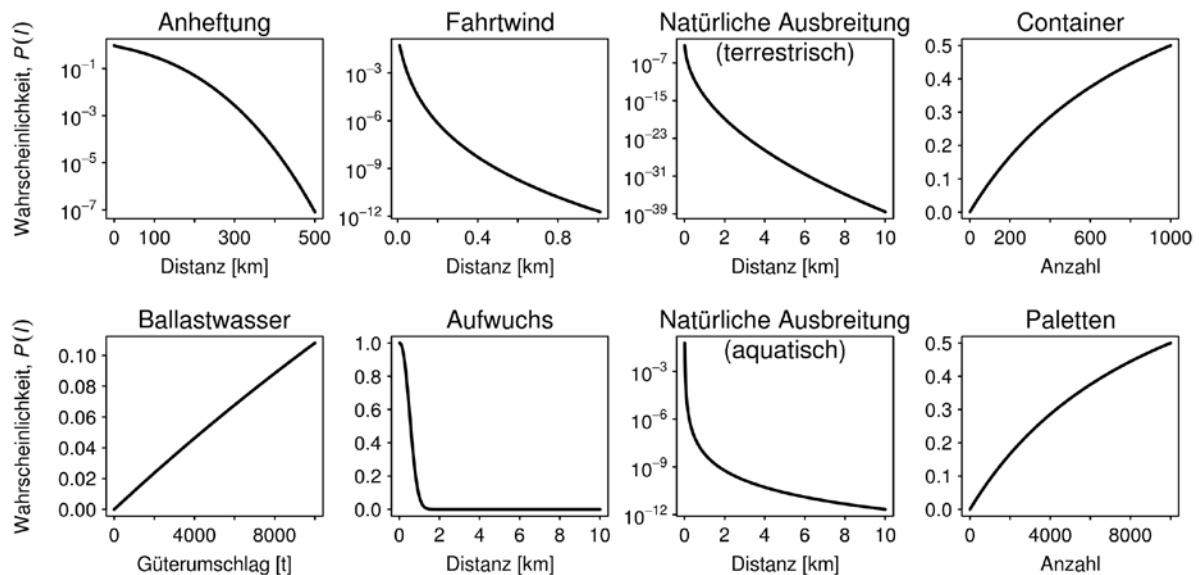 Anheftung
Fahrtwind
Natürliche Ausbreitung
(terrestrisch)
Container
Wahrscheinlichkeit, P(I)
10⁻¹
10⁻³
10⁻⁵
10⁻⁷
0 100 300 500
Distanz [km]
10⁻³
10⁻⁶
10⁻⁹
10⁻¹²
0.0 0.4 0.8
Distanz [km]
10⁻⁷
10⁻¹⁵
10⁻²³
10⁻³¹
10⁻³⁹
0 2 4 6 8 10
Distanz [km]
0.5
0.4
0.3
0.2
0.1
0.0
0 200 600 1000
Anzahl
Ballastwasser
Aufwuchs
Natürliche Ausbreitung
(aquatisch)
Paletten
Wahrscheinlichkeit, P(I)
0.10
0.08
0.06
0.04
0.02
0.00
0 4000 8000
Güterumschlag [t]
1.0
0.8
0.6
0.4
0.2
0.0
0 2 4 6 8 10
Distanz [km]
10⁻³
10⁻⁶
10⁻⁹
10⁻¹²
0 2 4 6 8 10
Distanz [km]
0.5
0.4
0.3
0.2
0.1
0.0
0 4000 8000
Anzahl